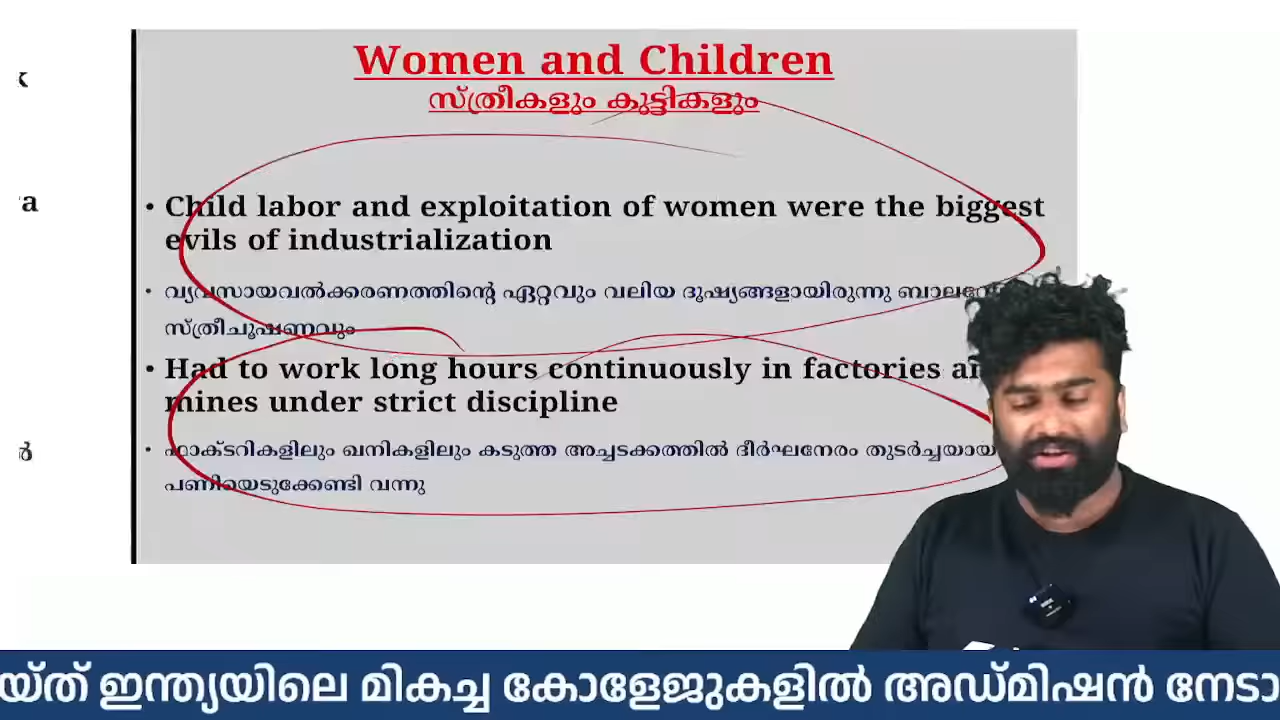 Women and Children
സ്ത്രീകളും കുട്ടികളും
• Child labor and exploitation of women were the biggest
evils of industrialization
• വ്യവസായവൽക്കരണത്തിന്റെ ഏറ്റവും വലിയ ദൂഷ്യങ്ങളായിരുന്നു
സ്ത്രീചൂഷണവും
• Had to work long hours continuously in factories
mines under strict discipline
• ഫാക്ടറികളിലും ഖനികളിലും കടുത്ത അച്ചടക്കത്തിൽ ദീർഘനേരം തുടർച്ചയായ
പണിയെടുക്കേണ്ടി വന്നു
യ്ത് ഇന്ത്യയിലെ മികച്ച കോളേജുകളിൽ അഡ്മിഷൻ നേടാ